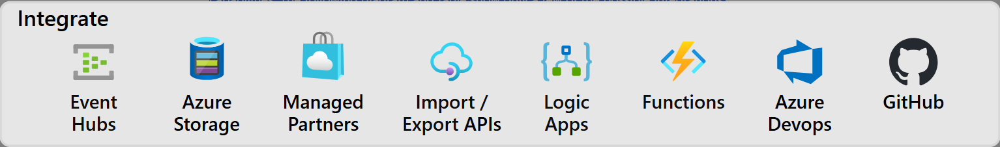 Integrate
Event
Hubs
Azure
Storage
Managed
Partners
Import /
Export APIs
Logic
Apps
Functions
Azure
Devops
GitHub